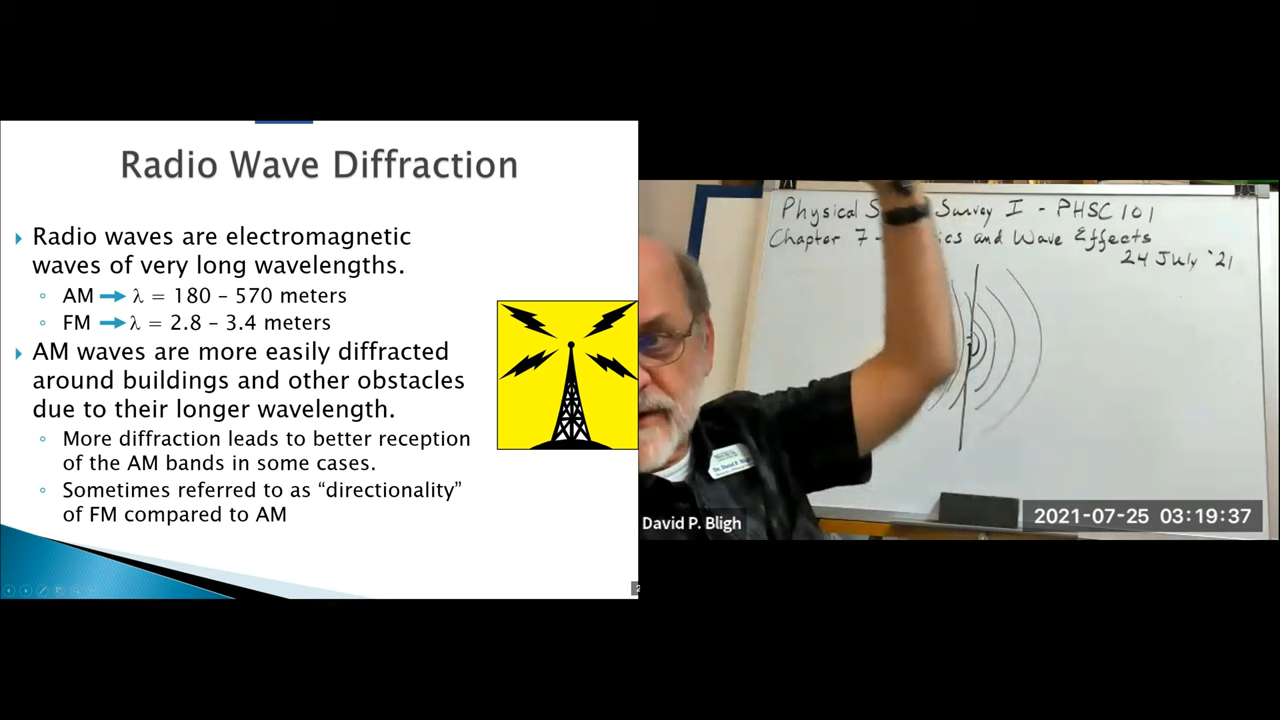 Radio Wave Diffraction
Radio waves are electromagnetic
waves of very long wavelengths.
AM → λ = 180 – 570 meters
FM → λ = 2.8 – 3.4 meters
AM waves are more easily diffracted
around buildings and other obstacles
due to their longer wavelength.
More diffraction leads to better reception
of the AM bands in some cases.
Sometimes referred to as “directionality”
of FM compared to AM
Physical S Survey I - PHSC 101
Chapter 7 - ics and Wave Effects
24 July '21
David P. Bligh
2021-07-25 03:19:37